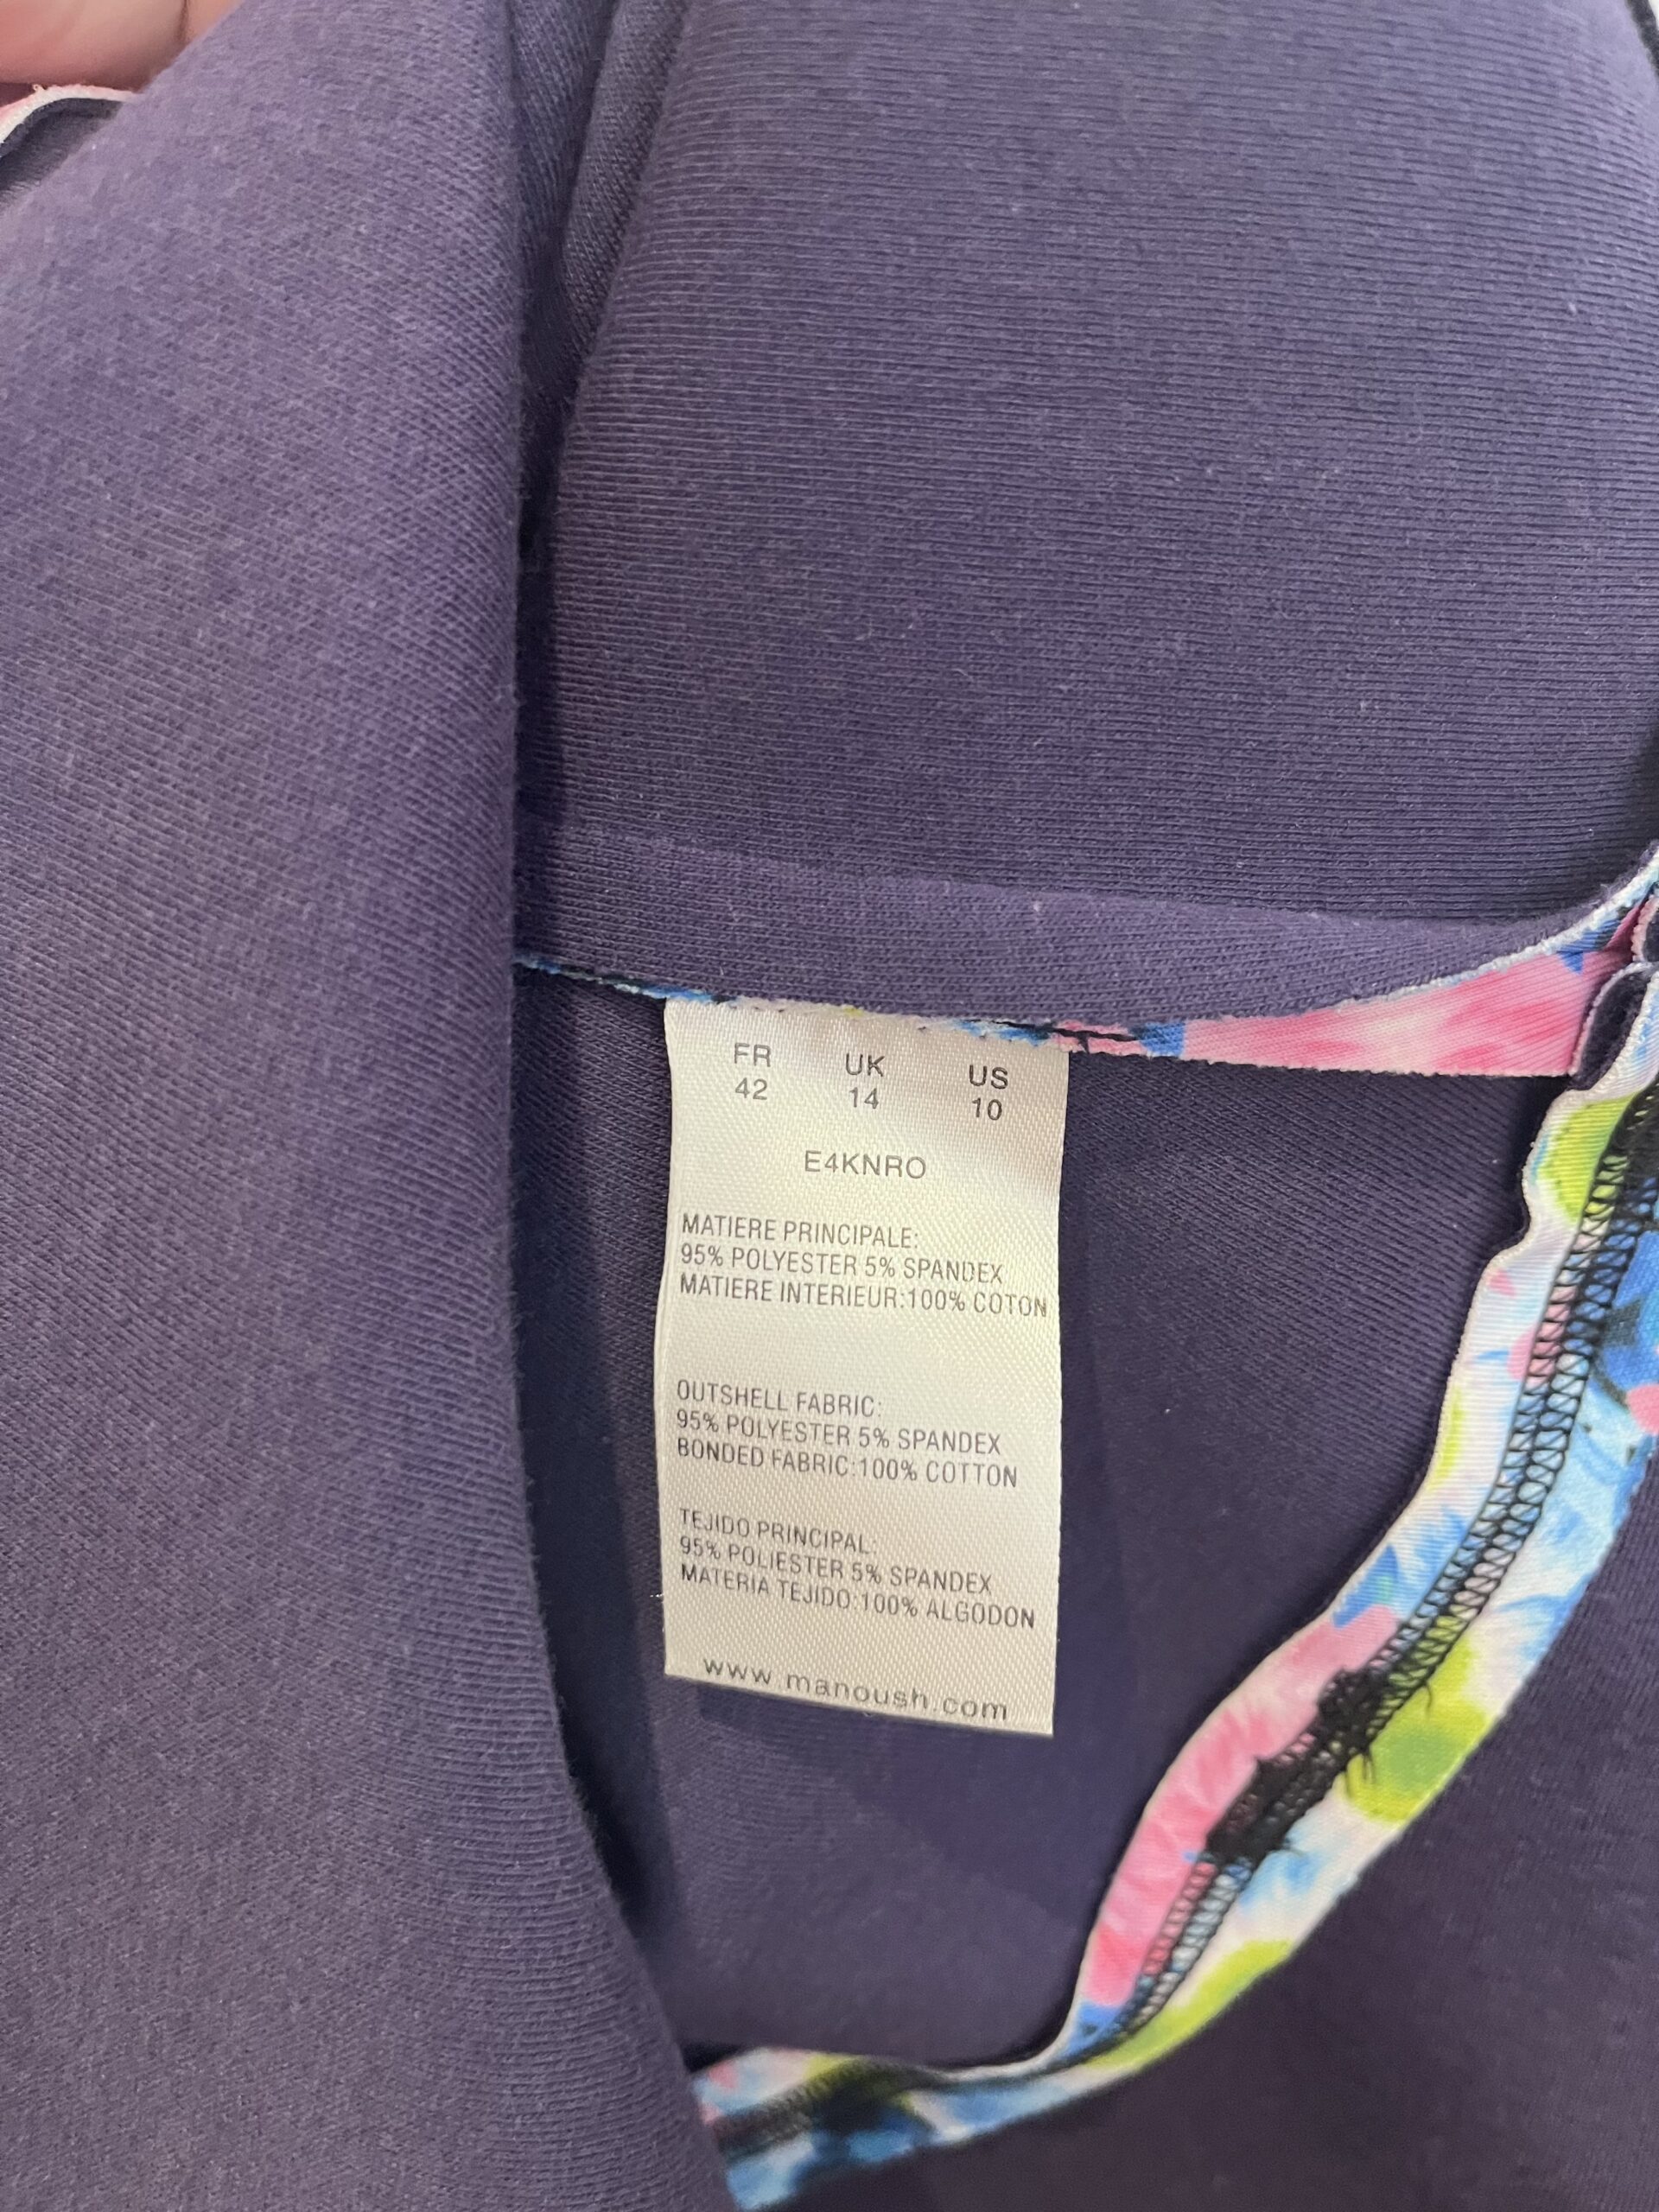 FR UK US
42 14 10
E4KNRO
MATIERE PRINCIPALE:
95% POLYESTER 5% SPANDEX
MATIERE INTERIEUR:100% COTON
OUTSHELL FABRIC:
95% POLYESTER 5% SPANDEX
BONDED FABRIC:100% COTTON
TEJIDO PRINCIPAL:
95% POLIESTER 5% SPANDEX
MATERIA TEJIDO:100% ALGODON
www.manoush.com